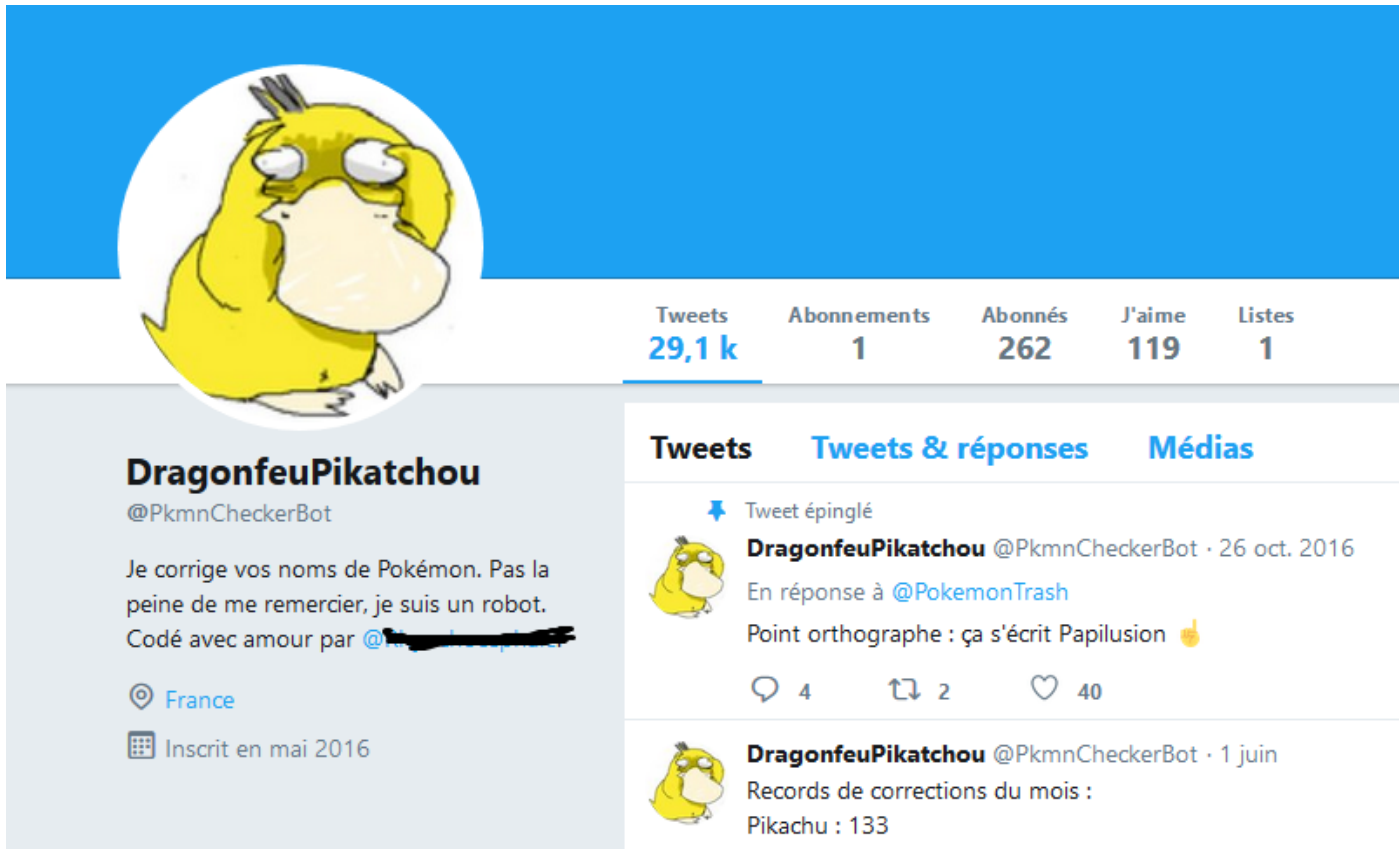 Tweets Abonnements Abonnés J'aime Listes
29,1 k 1 262 119 1
DragonfeuPikatchou
@PkmnCheckerBot
Je corrige vos noms de Pokémon. Pas la
peine de me remercier, je suis un robot.
Codé avec amour par
France
Inscrit en mai 2016
Tweets Tweets & réponses Médias
Tweet épinglé
DragonfeuPikatchou @PkmnCheckerBot · 26 oct. 2016
En réponse à @PokemonTrash
Point orthographe : ça s'écrit Papilusion ☝
4 2 40
DragonfeuPikatchou @PkmnCheckerBot · 1 juin
Records de corrections du mois :
Pikachu : 133